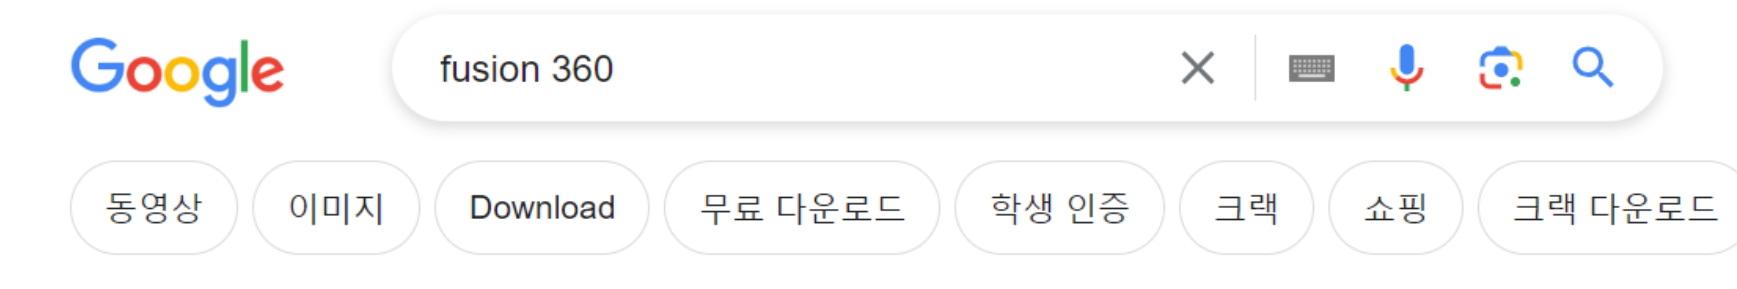 Google fusion 360
동영상 이미지 Download 무료 다운로드 학생 인증 크랙 쇼핑 크랙 다운로드